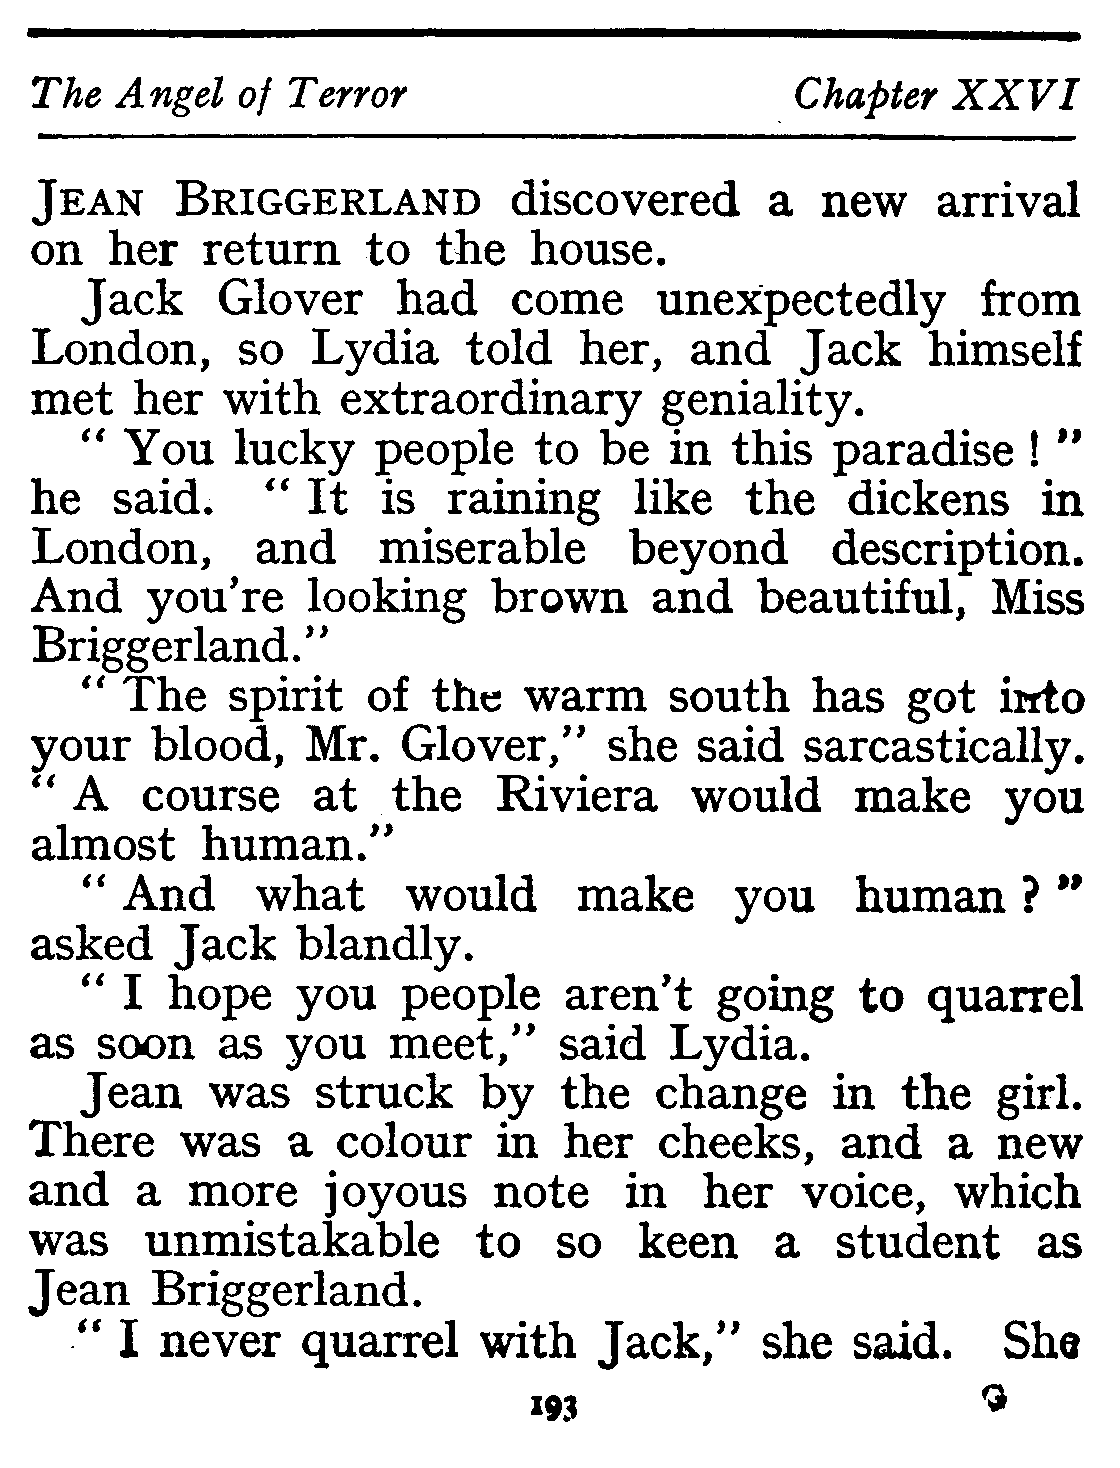 The Angel of Terror Chapter XXVI
JEAN BRIGGERLAND discovered a new arrival
on her return to the house.
Jack Glover had come unexpectedly from
London, so Lydia told her, and Jack himself
met her with extraordinary geniality.
“ You lucky people to be in this paradise ! ”
he said. “ It is raining like the dickens in
London, and miserable beyond description.
And you’re looking brown and beautiful, Miss
Briggerland.”
“ The spirit of the warm south has got into
your blood, Mr. Glover,” she said sarcastically.
“ A course at the Riviera would make you
almost human.”
“ And what would make you human ? ”
asked Jack blandly.
“ I hope you people aren’t going to quarrel
as soon as you meet,” said Lydia.
Jean was struck by the change in the girl.
There was a colour in her cheeks, and a new
and a more joyous note in her voice, which
was unmistakable to so keen a student as
Jean Briggerland.
“ I never quarrel with Jack,” she said. She
193 G